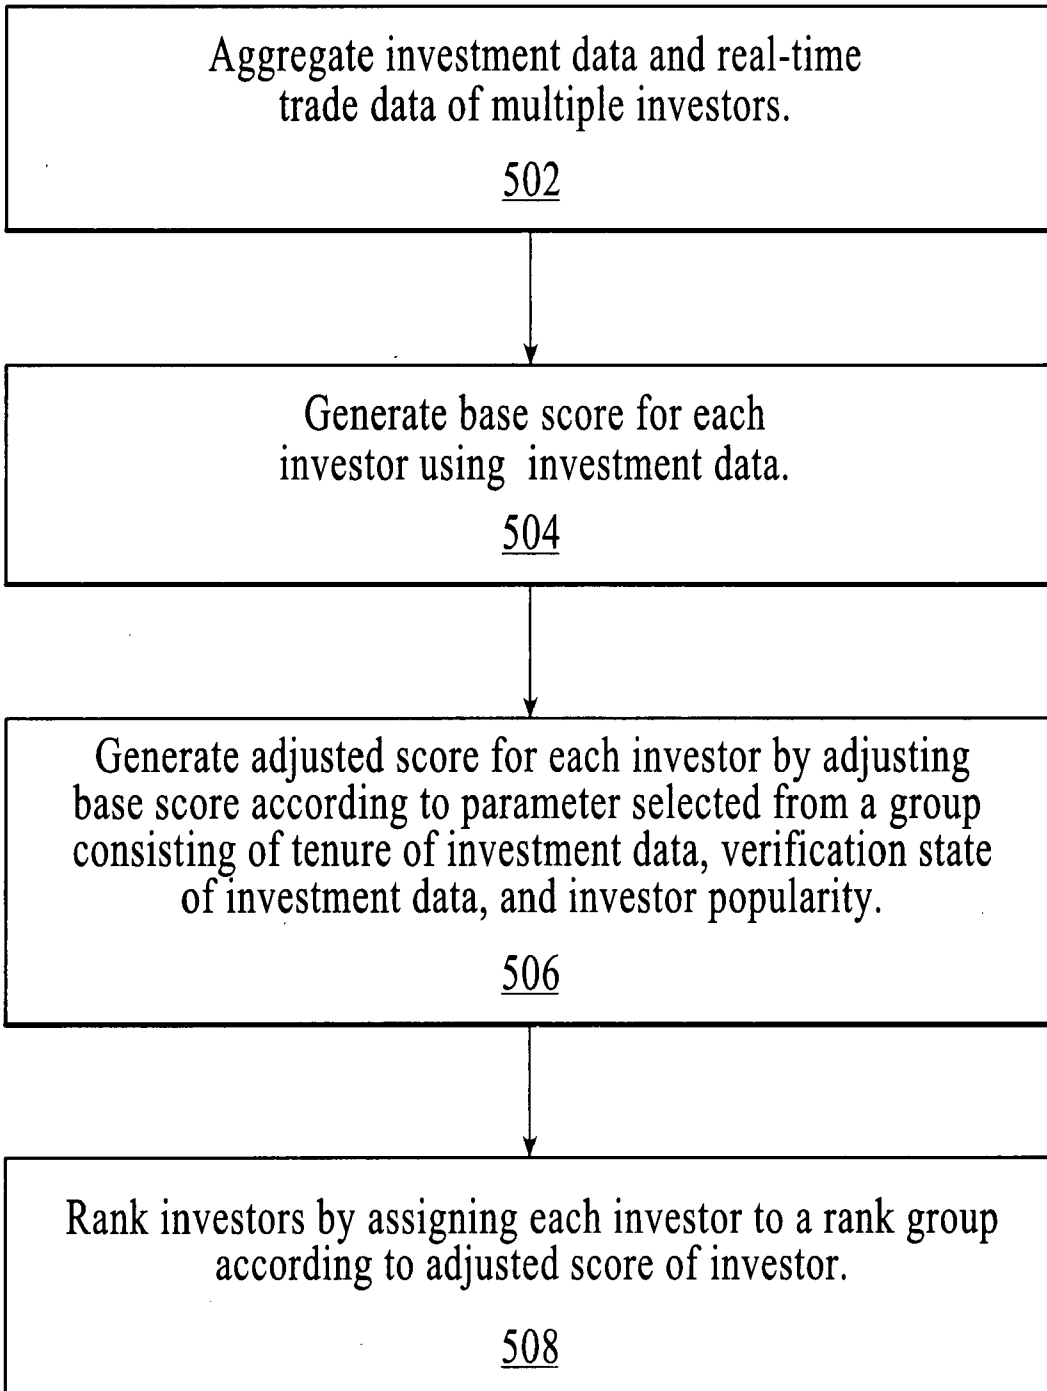 Aggregate investment data and real-time
trade data of multiple investors.
502
Generate base score for each
investor using investment data.
504
Generate adjusted score for each investor by adjusting
base score according to parameter selected from a group
consisting of tenure of investment data, verification state
of investment data, and investor popularity.
506
Rank investors by assigning each investor to a rank group
according to adjusted score of investor.
508